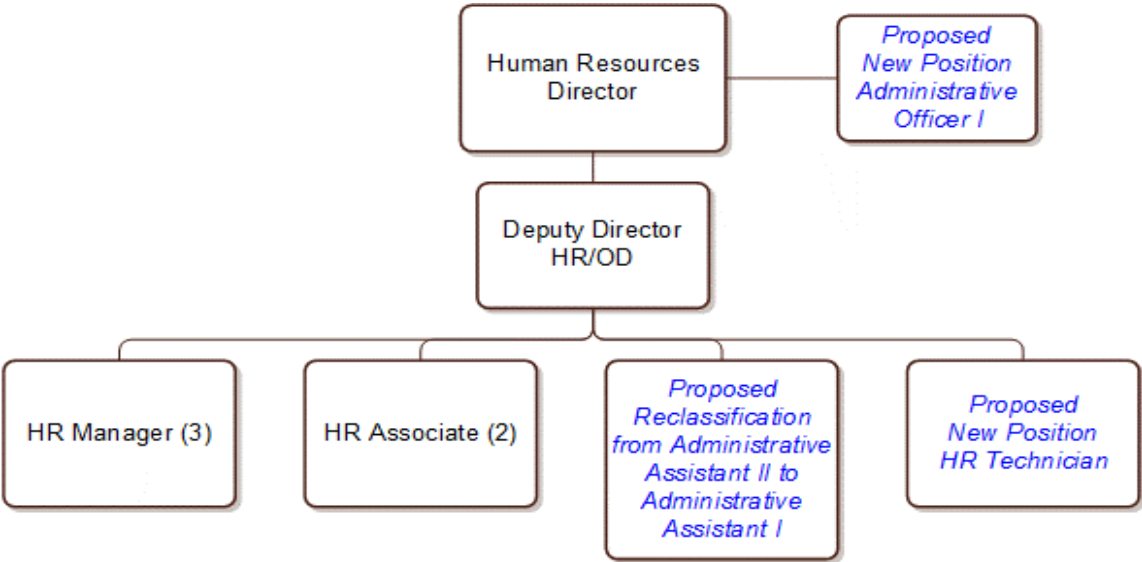 Human Resources
Director
Proposed
New Position
Administrative
Officer I
Deputy Director
HR/OD
HR Manager (3)
HR Associate (2)
Proposed
Reclassification
from Administrative
Assistant II to
Administrative
Assistant I
Proposed
New Position
HR Technician